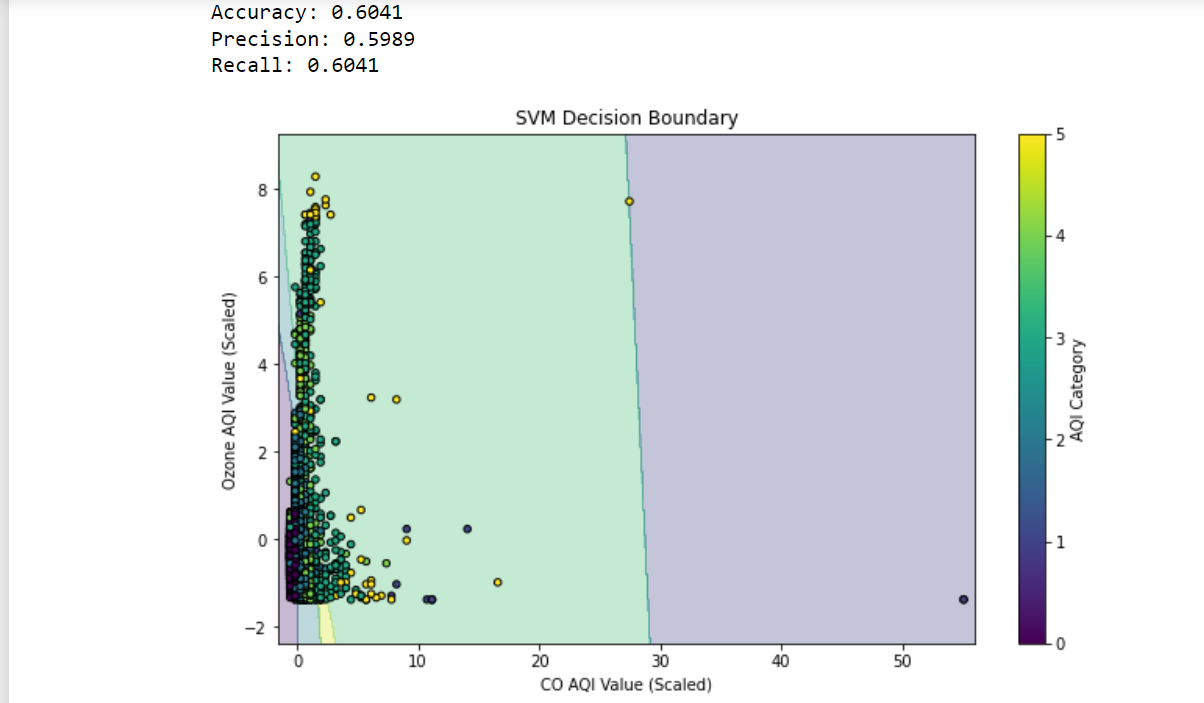 Accuracy: 0.6041
Precision: 0.5989
Recall: 0.6041
SVM Decision Boundary
8
6
4
2
0
−2
Ozone AQI Value (Scaled)
0 10 20 30 40 50
CO AQI Value (Scaled)
5
4
3
2
1
0
AQI Category